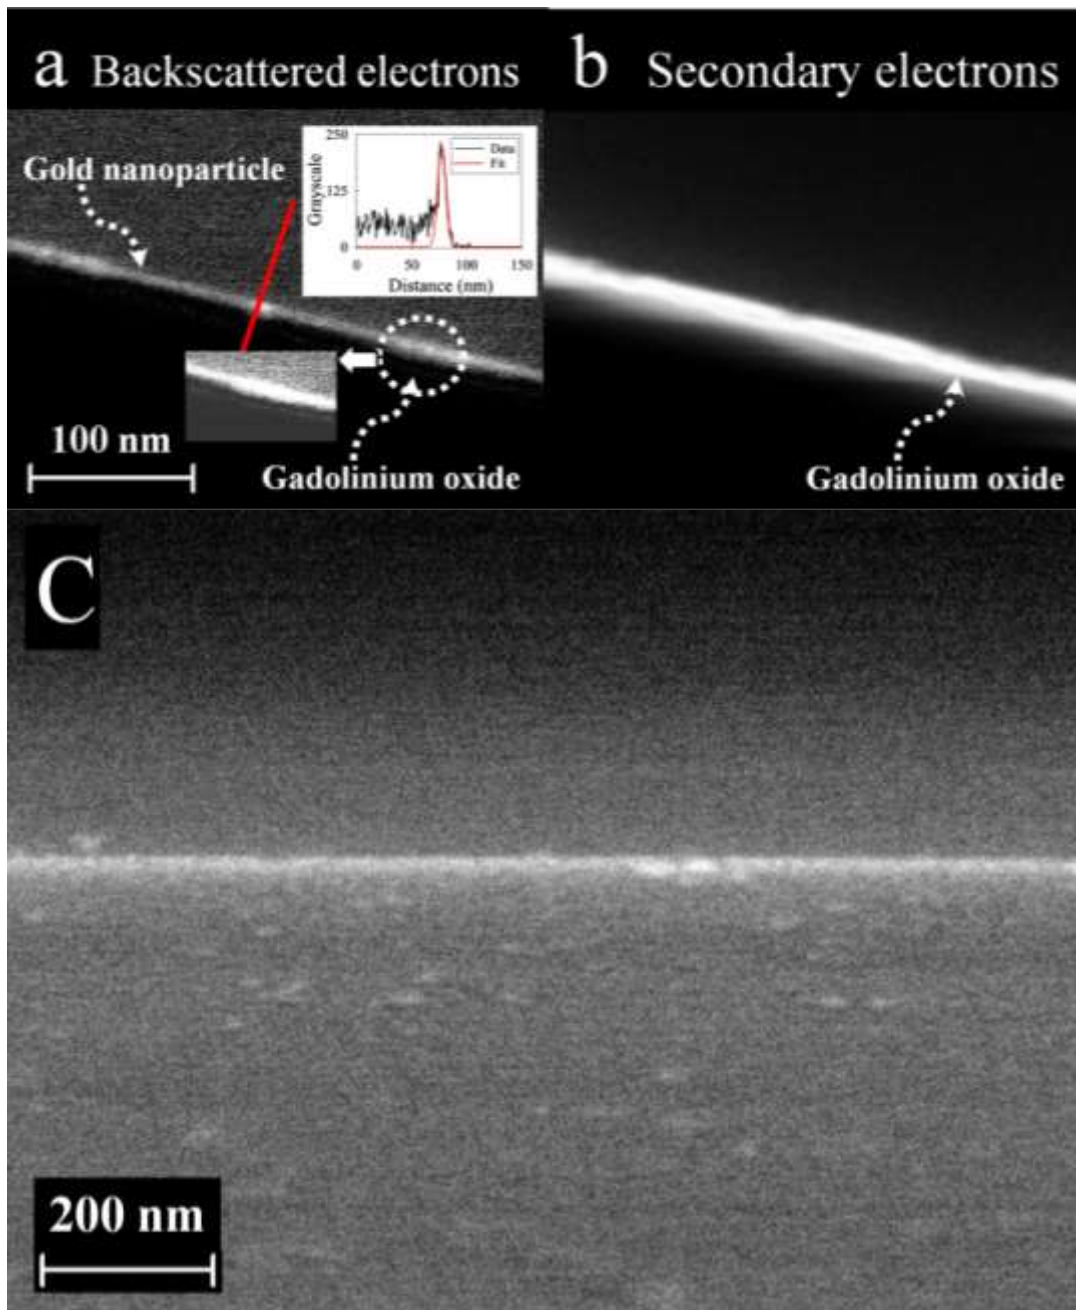 a Backscattered electrons
b Secondary electrons
Gold nanoparticle
250
125
0
Grayscale
Data
Fit
0 50 100 150
Distance (nm)
100 nm
Gadolinium oxide
Gadolinium oxide
C
200 nm